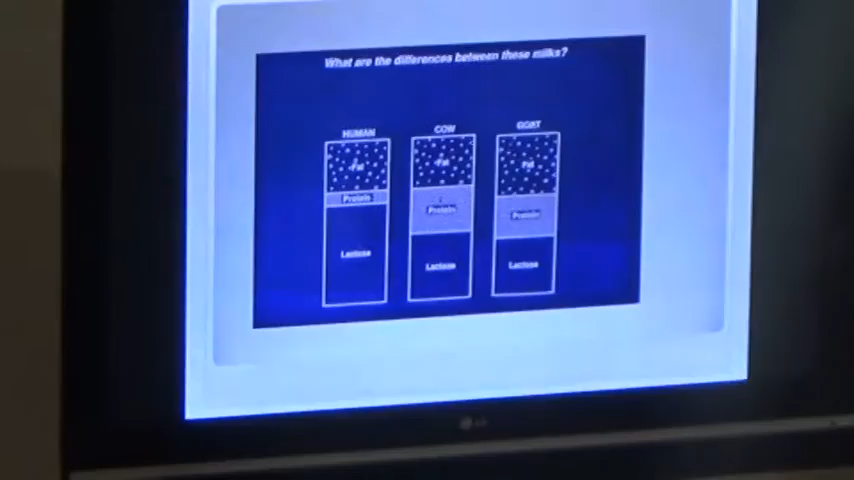 What are the differences between these milks?
HUMAN COW GOAT
Fat Fat Fat
Protein Protein Protein
Lactose Lactose Lactose
LG